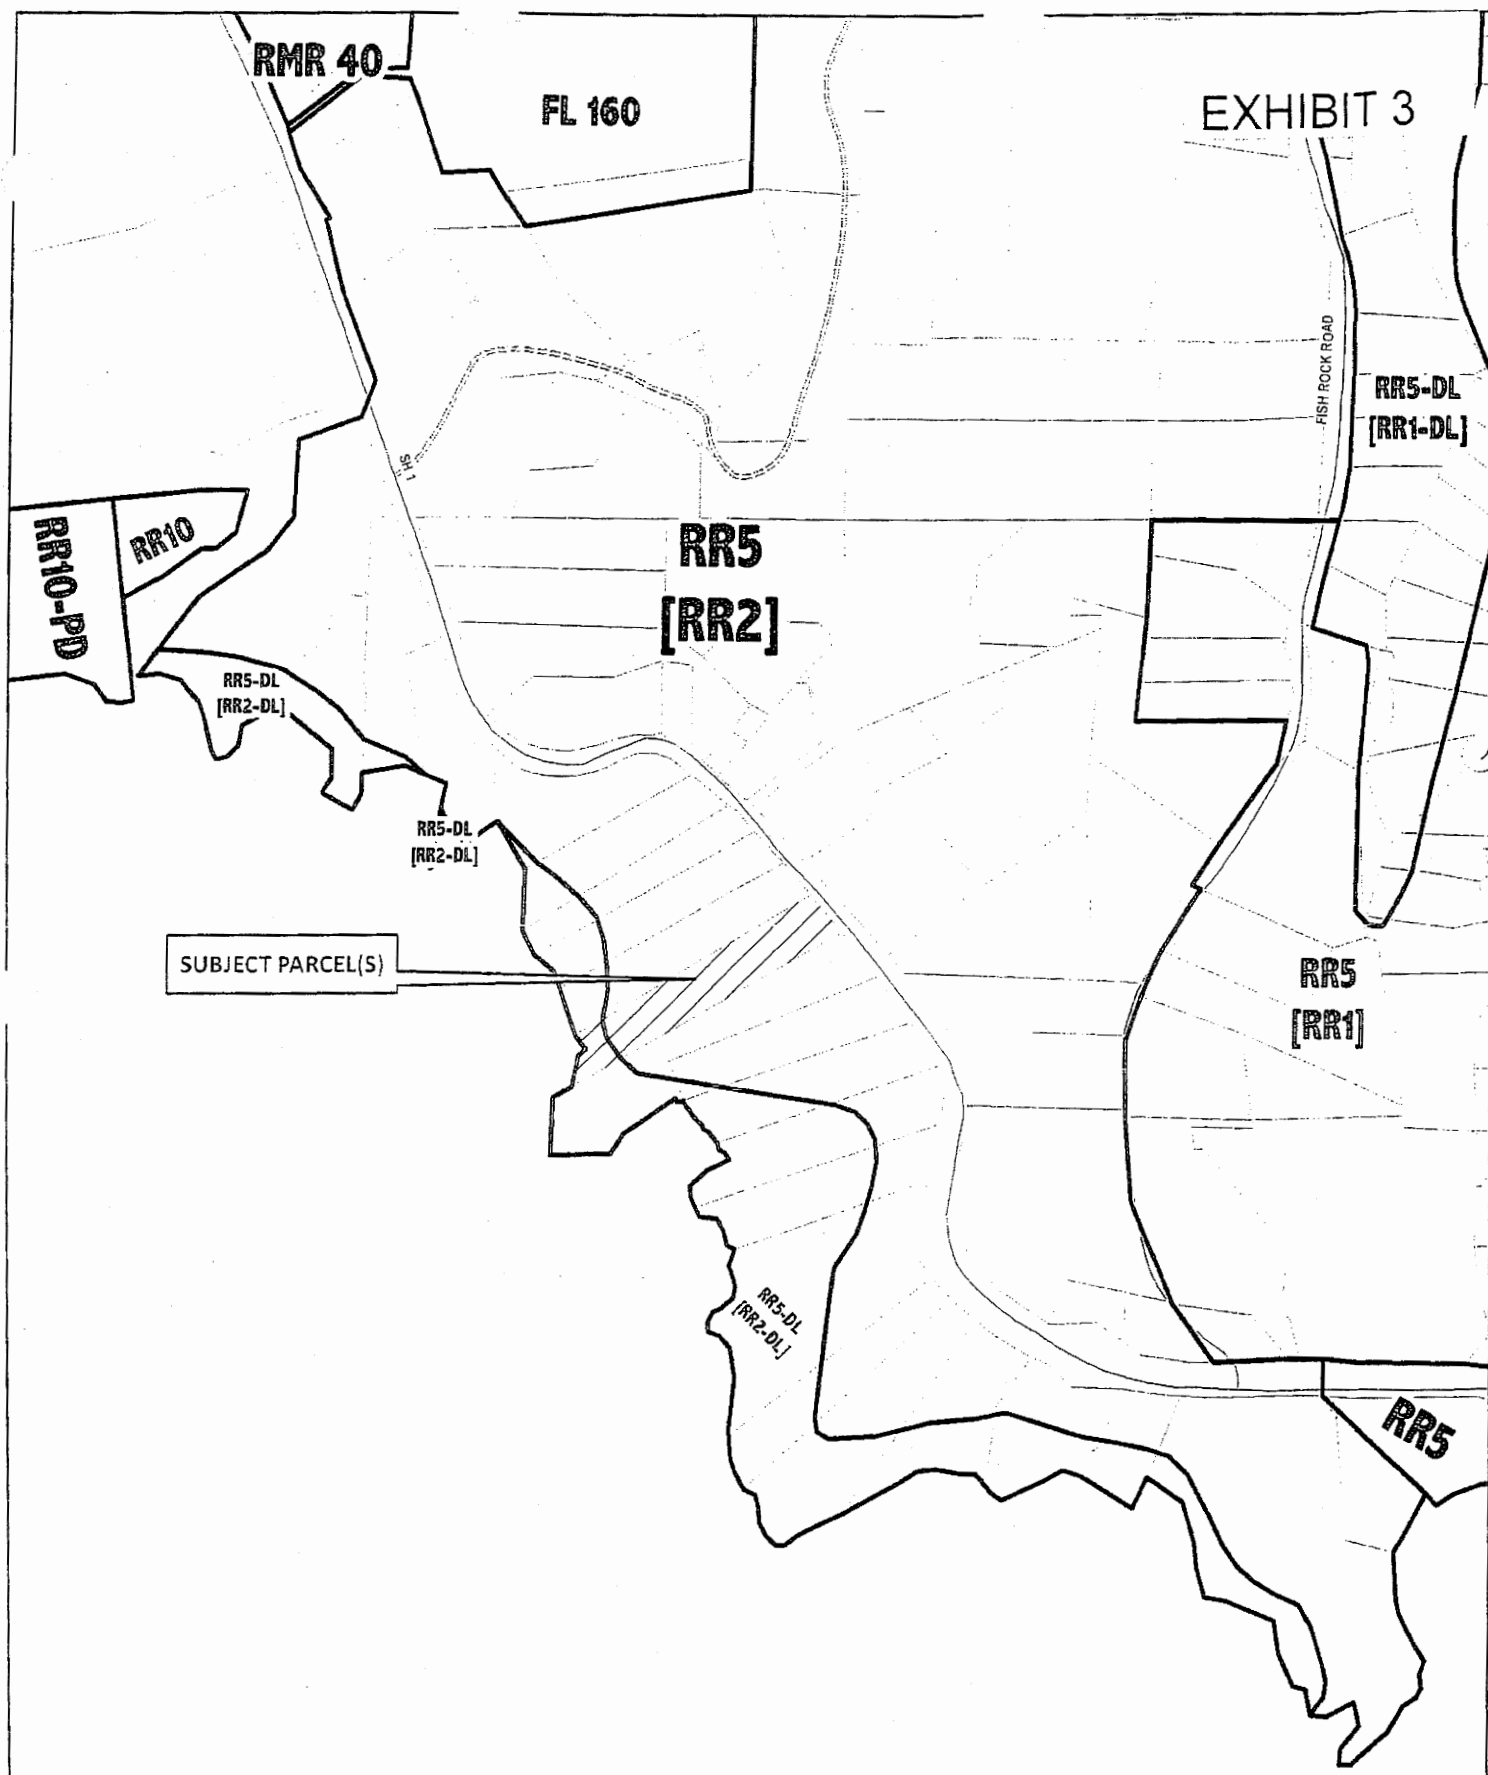 RMR 40
FL 160
EXHIBIT 3
FISH ROCK ROAD
RR5-DL
[RR1-DL]
SH 1
RR5
[RR2]
RR10
RR10-PD
RR5-DL
[RR2-DL]
RR5-DL
[RR2-DL]
SUBJECT PARCEL(S)
RR5
[RR1]
RR5-DL
[RR2-DL]
RR5